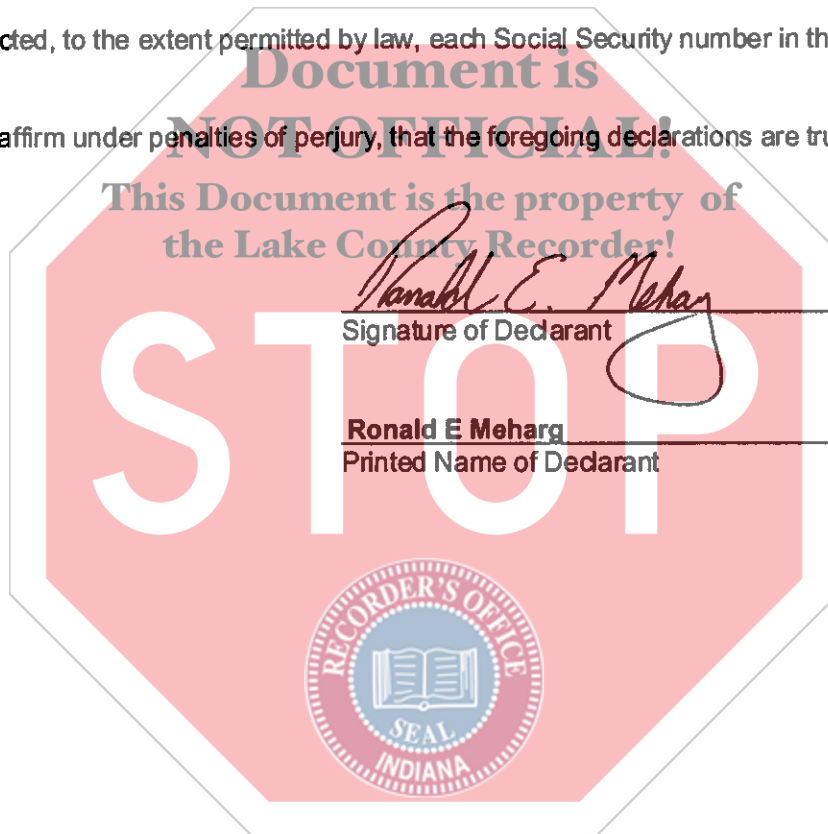 cted, to the extent permitted by law, each Social Security number in th
Document is
affirm under penalties of perjury, that the foregoing declarations are tru
NOT OFFICIAL!
This Document is the property of
the Lake County Recorder!
Ronald E. Meharg
Signature of Declarant
STOP
Ronald E Meharg
Printed Name of Declarant
RECORDER'S OFFICE
SEAL
INDIANA